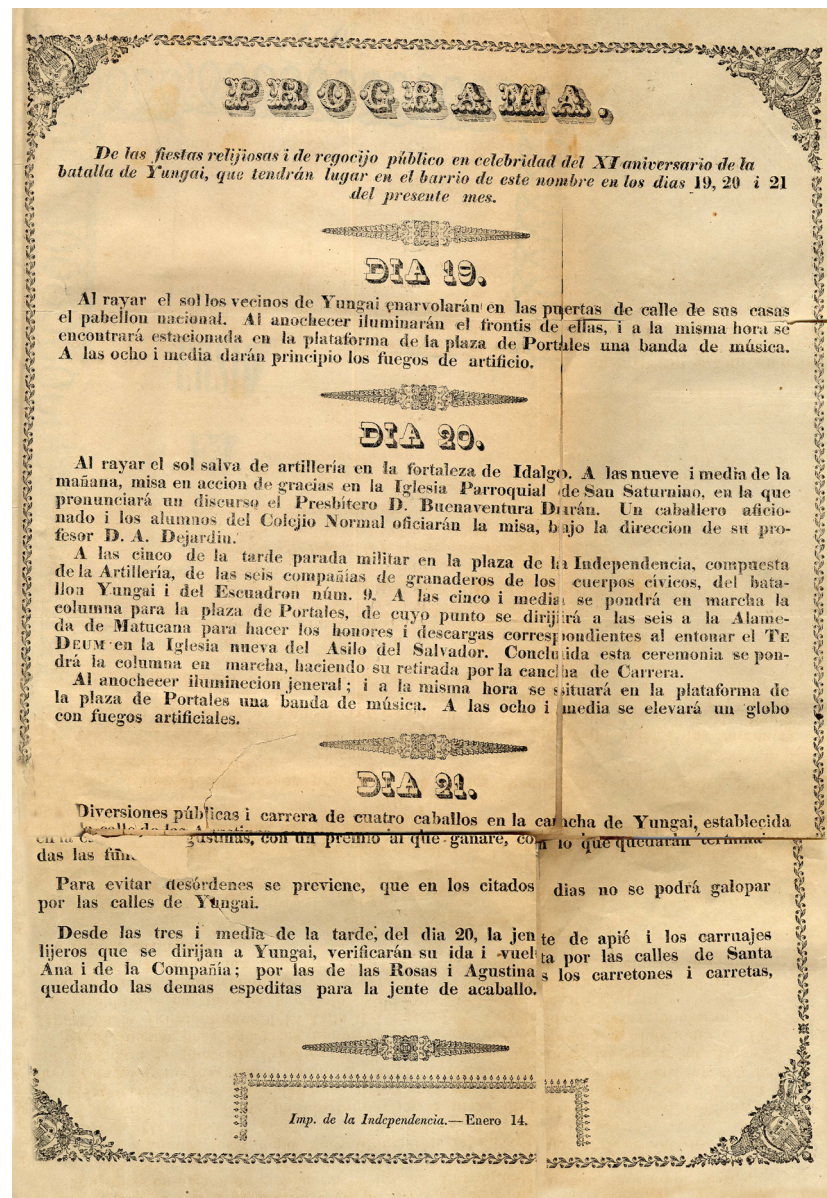 PROGRAMA.
De las fiestas relijiosas i de regocijo público en celebridad del XI aniversario de la
batalla de Yungai, que tendrán lugar en el barrio de este nombre en los dias 19, 20 i 21
del presente mes.
DIA 19.
Al rayar el sol los vecinos de Yungai enarvolarán en las puertas de calle de sus casas
el pabellon nacional. Al anochecer iluminarán el frontis de ellas, i a la misma hora se
encontrará estacionada en la plataforma de la plaza de Portales una banda de música.
A las ocho i media darán principio los fuegos de artificio.
DIA 20.
Al rayar el sol salva de artillería en la fortaleza de Idalgo. A las nueve i media de la
mañana, misa en accion de gracias en la Iglesia Parroquial de San Saturnino, en la que
pronunciará un discurso el Presbítero D. Buenaventura Durán. Un caballero aficio-
nado i los alumnos del Colejio Normal oficiarán la misa, bajo la direccion de su pro-
fesor D. A. Dejardin.
A las cinco de la tarde parada militar en la plaza de la Independencia, compuesta
de la Artillería, de las seis compañías de granaderos de los cuerpos cívicos, del bata-
llon Yungai i del Escuadron núm. 9. A las cinco i media se pondrá en marcha la
columna para la plaza de Portales, de cuyo punto se dirijirá a las seis a la Alame-
da de Matucana para hacer los honores i descargas correspondientes al entonar el TE
DEUM en la Iglesia nueva del Asilo del Salvador. Concluida esta ceremonia se pon-
drá la columna en marcha, haciendo su retirada por la cancha de Carrera.
Al anochecer iluminecion jeneral; i a la misma hora se situará en la plataforma de
la plaza de Portales una banda de música. A las ocho i media se elevará un globo
con fuegos artificiales.
DIA 21.
Diversiones públicas i carrera de cuatro caballos en la cancha de Yungai, establecida
en la gustinas, con un premio al que ganare, con lo que quedarán termina-
das las
Para evitar desórdenes se previene, que en los citados dias no se podrá galopar
por las calles de Yungai.
Desde las tres i media de la tarde, del dia 20, la jente de apié i los carruajes
lijeros que se dirijan a Yungai, verificarán su ida i vuelta por las calles de Santa
Ana i de la Compañía; por las de las Rosas i Agustinas los carretones i carretas,
quedando las demas espeditas para la jente de acaballo.
Imp. de la Independencia.—Enero 14.